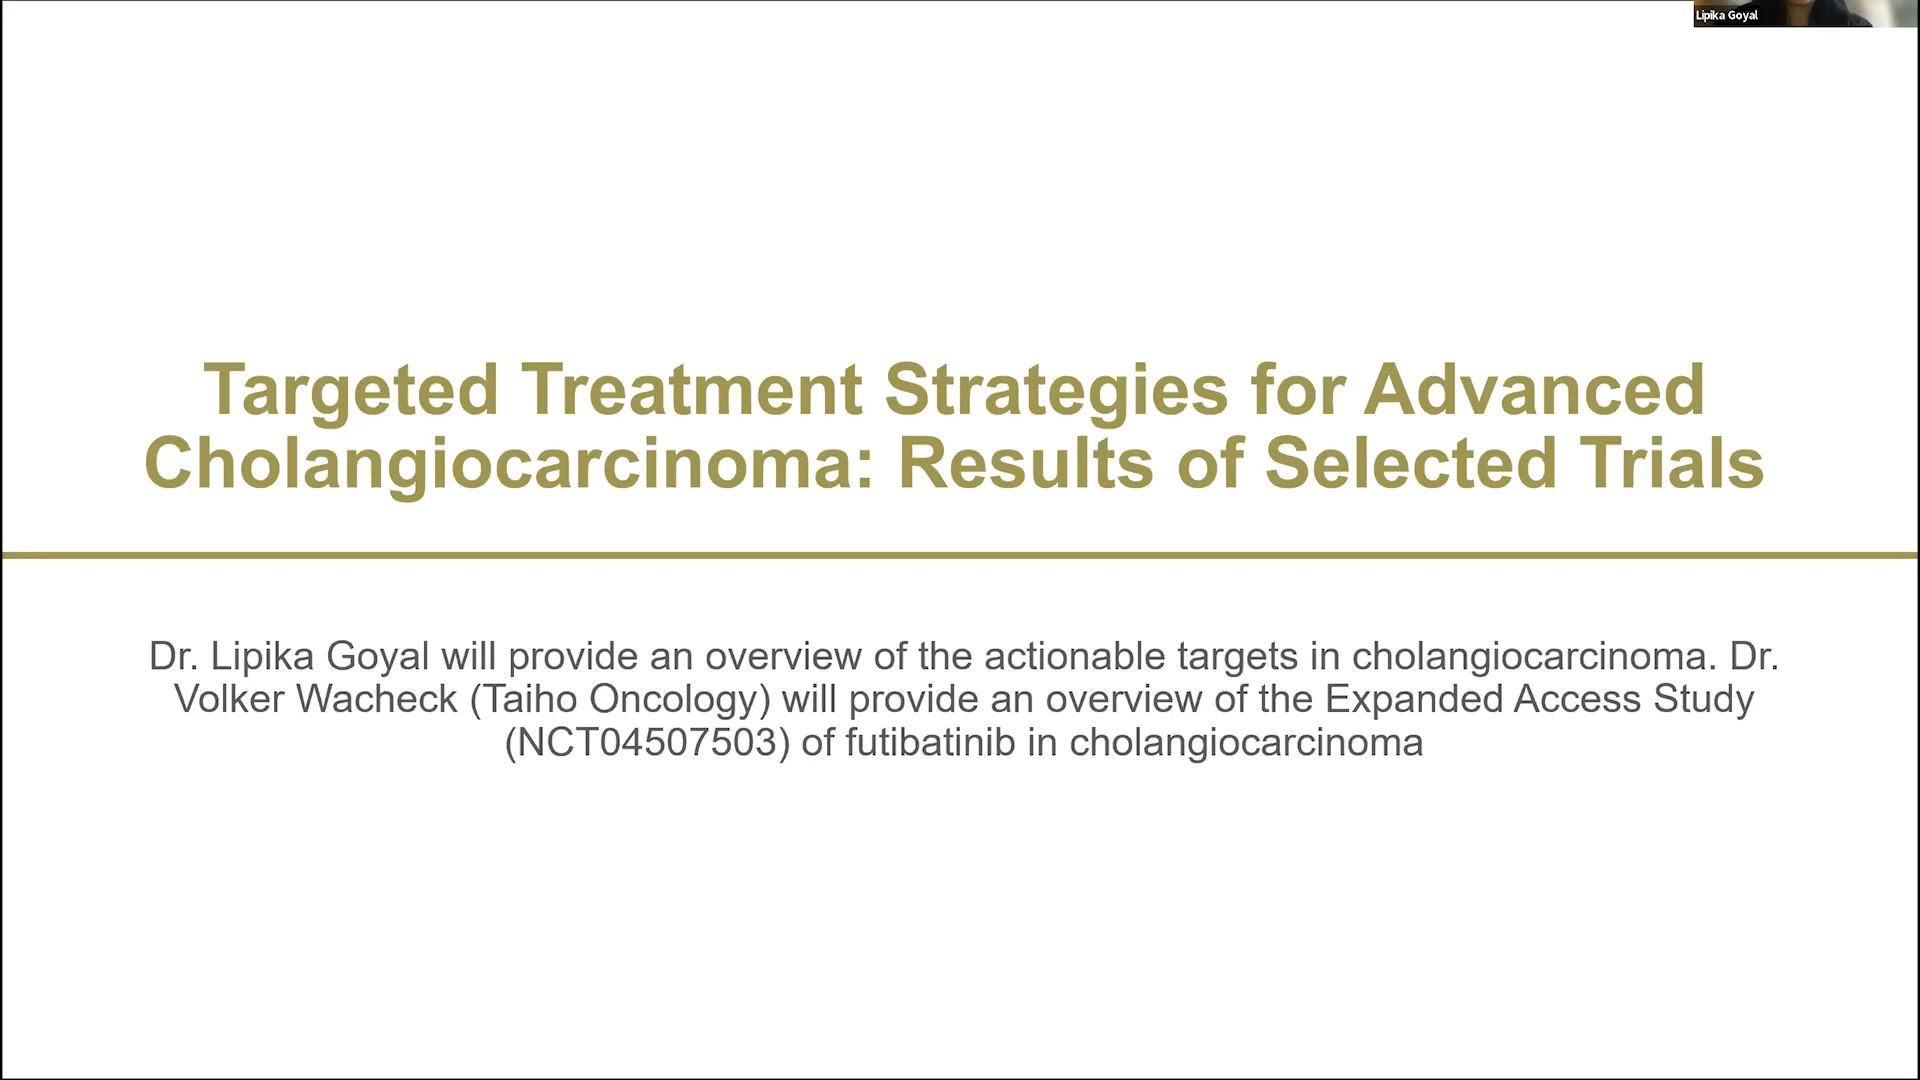 Lipika Goyal
Targeted Treatment Strategies for Advanced
Cholangiocarcinoma: Results of Selected Trials
Dr. Lipika Goyal will provide an overview of the actionable targets in cholangiocarcinoma. Dr.
Volker Wacheck (Taiho Oncology) will provide an overview of the Expanded Access Study
(NCT04507503) of futibatinib in cholangiocarcinoma